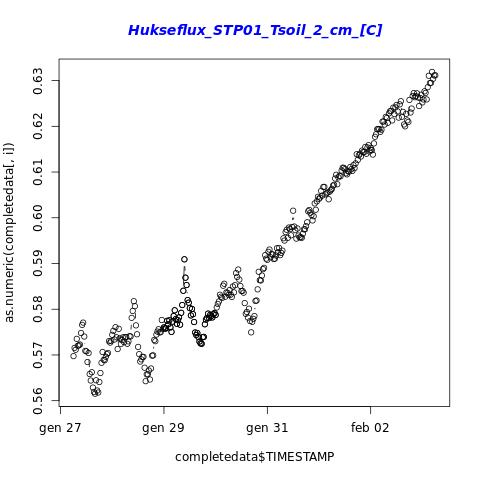 Hukseflux_STP01_Tsoil_2_cm_[C]
as.numeric(completedata[, i])
0.63
0.62
0.61
0.60
0.59
0.58
0.57
0.56
gen 27 gen 29 gen 31 feb 02
completedata$TIMESTAMP